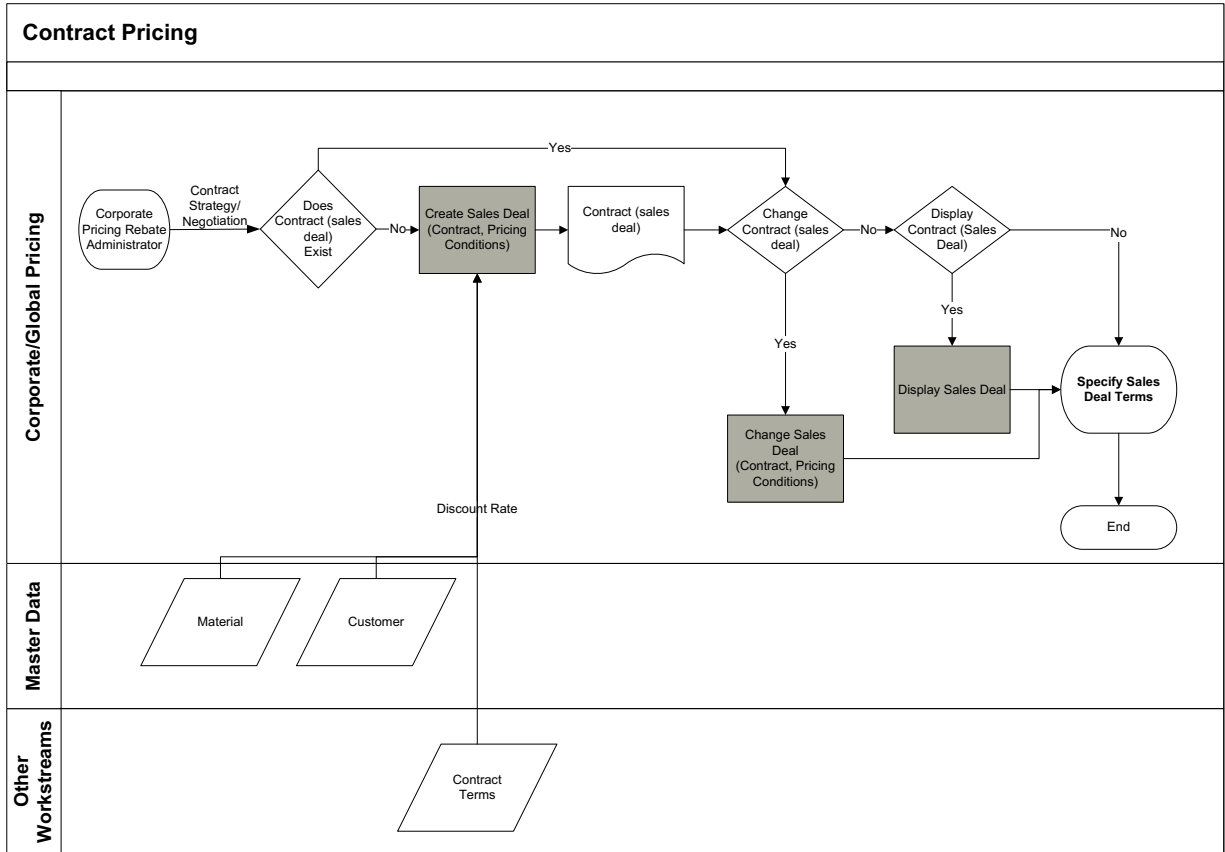 Contract Pricing
Corporate/Global Pricing
Yes
Corporate
Pricing Rebate
Administrator
Contract
Strategy/
Negotiation
Does
Contract (sales
deal)
Exist
No
Create Sales Deal
(Contract, Pricing
Conditions)
Contract (sales
deal)
Change
Contract (sales
deal)
No
Display
Contract (Sales
Deal)
No
Yes
Yes
Display Sales Deal
Specify Sales
Deal Terms
Change Sales
Deal
(Contract, Pricing
Conditions)
Discount Rate
End
Master Data
Material
Customer
Other
Workstreams
Contract
Terms